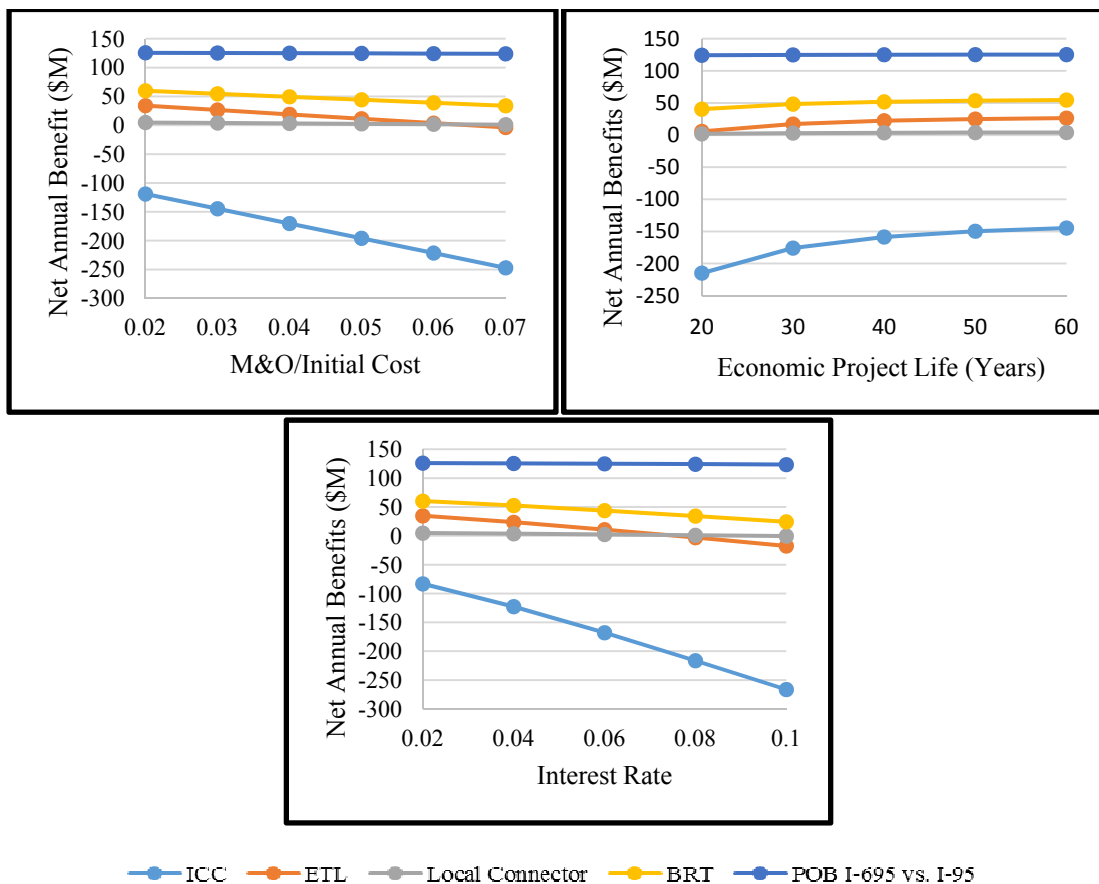 150
100
50
0
-50
-100
-150
-200
-250
-300
Net Annual Benefit ($M)
0.02 0.03 0.04 0.05 0.06 0.07
M&O/Initial Cost
150
100
50
0
-50
-100
-150
-200
-250
Net Annual Benefits ($M)
20 30 40 50 60
Economic Project Life (Years)
150
100
50
0
-50
-100
-150
-200
-250
-300
Net Annual Benefits ($M)
0.02 0.04 0.06 0.08 0.1
Interest Rate
ICC ETL Local Connector BRT POB I-695 vs. I-95